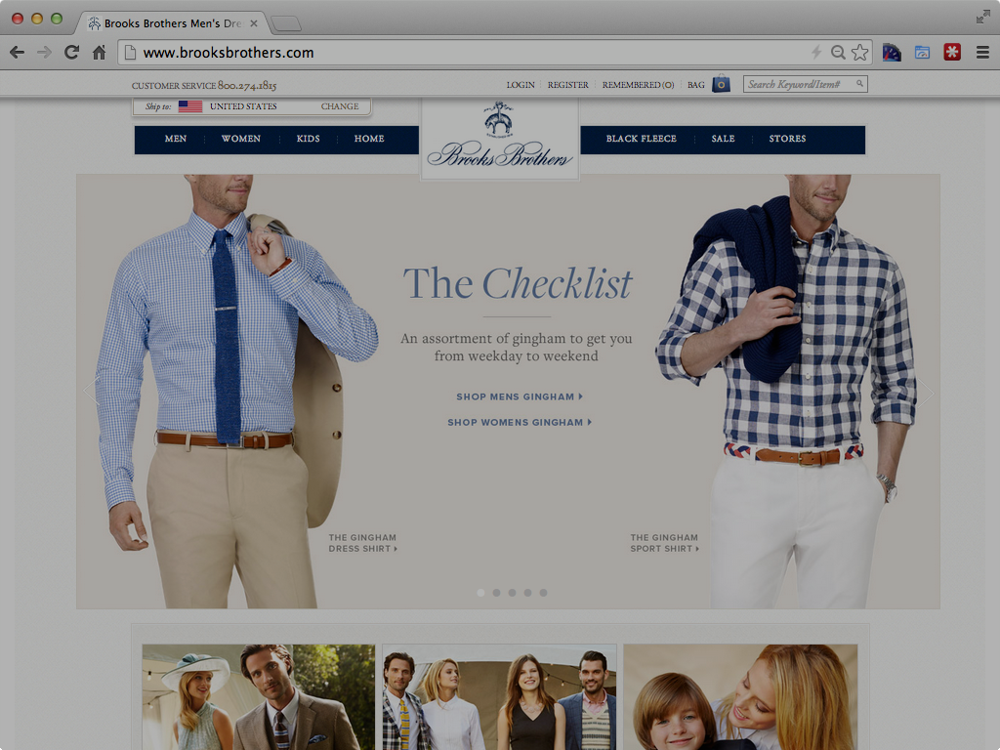 Brooks Brothers Men's Dre
www.brooksbrothers.com
CUSTOMER SERVICE 800.274.1815
LOGIN REGISTER REMEMBERED (0) BAG Search Keyword/Item#
Ship to: UNITED STATES CHANGE
MEN WOMEN KIDS HOME
BLACK FLEECE SALE STORES
Brooks Brothers
The Checklist
An assortment of gingham to get you
from weekday to weekend
SHOP MENS GINGHAM
SHOP WOMENS GINGHAM
THE GINGHAM
DRESS SHIRT
THE GINGHAM
SPORT SHIRT